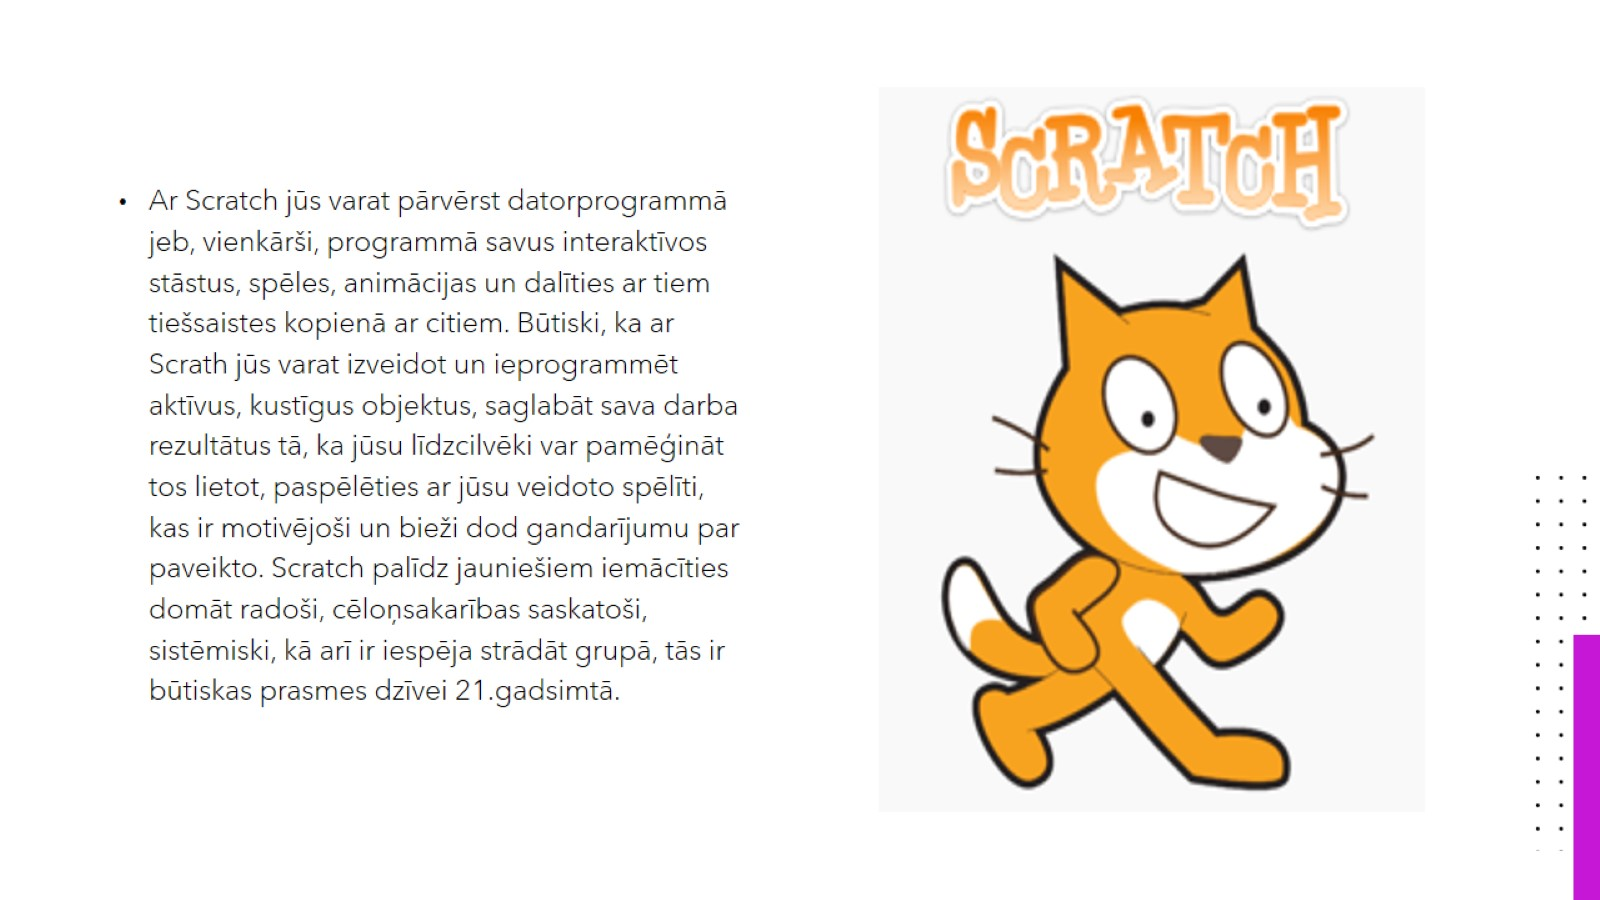 • Ar Scratch jūs varat pārvērst datorprogrammā
jeb, vienkārši, programmā savus interaktīvos
stāstus, spēles, animācijas un dalīties ar tiem
tiešsaistes kopienā ar citiem. Būtiski, ka ar
Scrath jūs varat izveidot un ieprogrammēt
aktīvus, kustīgus objektus, saglabāt sava darba
rezultātus tā, ka jūsu līdzcilvēki var pamēģināt
tos lietot, paspēlēties ar jūsu veidoto spēlīti,
kas ir motivējoši un bieži dod gandarījumu par
paveikto. Scratch palīdz jauniešiem iemācīties
domāt radoši, cēloņsakarības saskatoši,
sistēmiski, kā arī ir iespēja strādāt grupā, tās ir
būtiskas prasmes dzīvei 21.gadsimtā.
SCRATCH